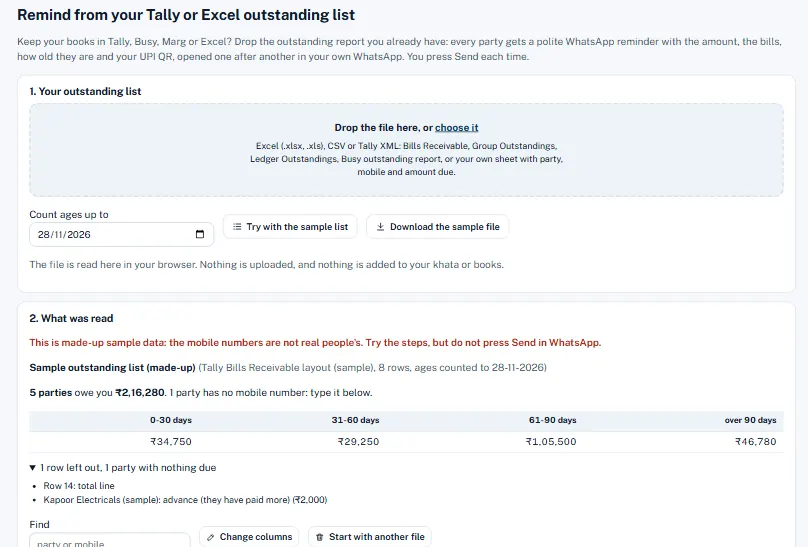 Remind from your Tally or Excel outstanding list
Keep your books in Tally, Busy, Marg or Excel? Drop the outstanding report you already have: every party gets a polite WhatsApp reminder with the amount, the bills,
how old they are and your UPI QR, opened one after another in your own WhatsApp. You press Send each time.
1. Your outstanding list
Drop the file here, or choose it
Excel (.xlsx, .xls), CSV or Tally XML: Bills Receivable, Group Outstandings,
Ledger Outstandings, Busy outstanding report, or your own sheet with party,
mobile and amount due.
Count ages up to
28/11/2026
Try with the sample list
Download the sample file
The file is read here in your browser. Nothing is uploaded, and nothing is added to your khata or books.
2. What was read
This is made-up sample data: the mobile numbers are not real people's. Try the steps, but do not press Send in WhatsApp.
Sample outstanding list (made-up) (Tally Bills Receivable layout (sample), 8 rows, ages counted to 28-11-2026)
5 parties owe you ₹2,16,280. 1 party has no mobile number: type it below.
0-30 days 31-60 days 61-90 days over 90 days
₹34,750 ₹29,250 ₹1,05,500 ₹46,780
▼ 1 row left out, 1 party with nothing due
• Row 14: total line
• Kapoor Electricals (sample): advance (they have paid more) (₹2,000)
Find
party or mobile
Change columns
Start with another file